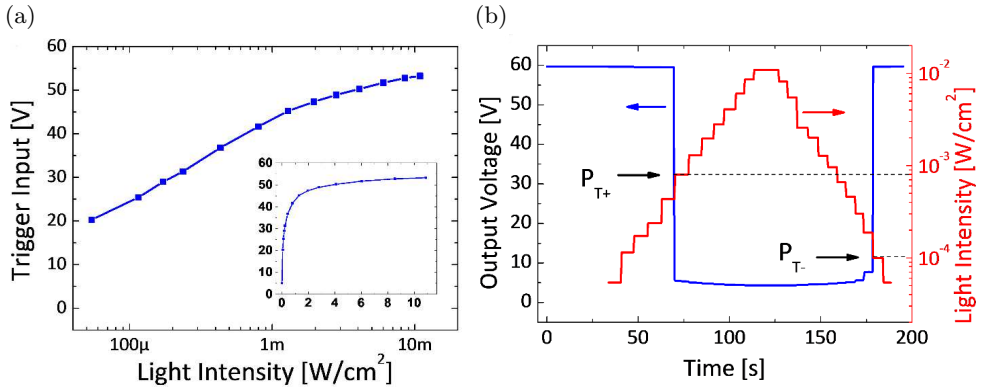 (a)
Trigger Input [V]
60
50
40
30
20
10
0
100μ
1m
10m
Light Intensity [W/cm²]
60
50
40
30
20
10
0
0
2
4
6
8
10
(b)
Output Voltage [V]
60
50
40
30
20
10
0
P_T+
P_T-
0
50
100
150
200
Time [s]
10⁻²
10⁻³
10⁻⁴
Light Intensity [W/cm²]